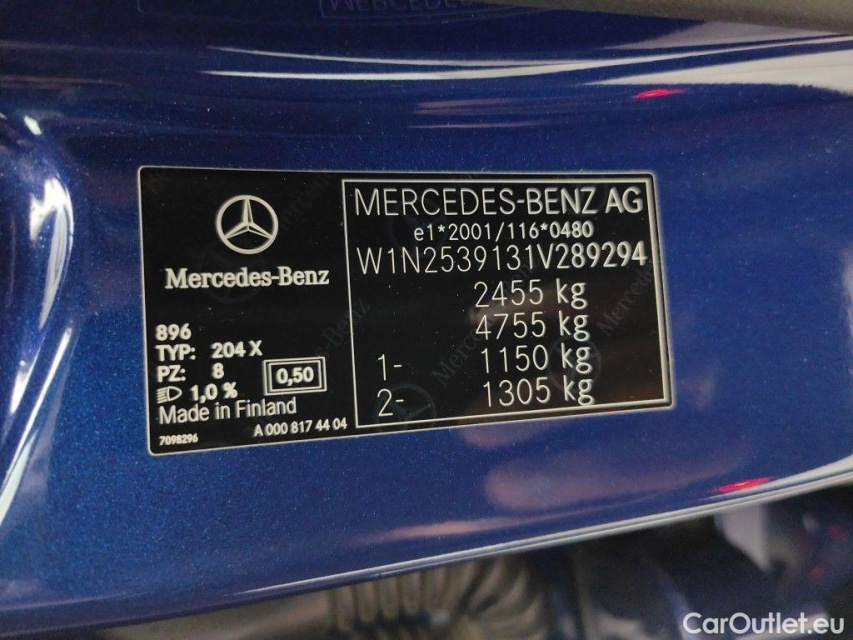 Mercedes-Benz
896
TYP: 204 X
PZ: 8
1,0 %
0,50
Made in Finland
7098296
A 000 817 44 04
MERCEDES-BENZ AG
e1*2001/116*0480
W1N2539131V289294
2455 kg
4755 kg
1- 1150 kg
2- 1305 kg
CarOutlet.eu